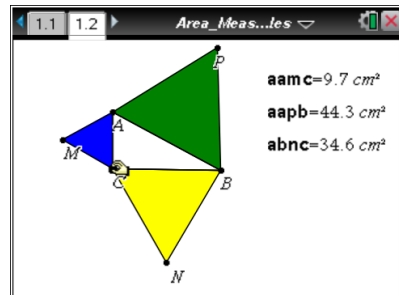 1.1 1.2 Area_Meas...les
P
aamc=9.7 cm²
aapb=44.3 cm²
abnc=34.6 cm²
A
M
C
B
N